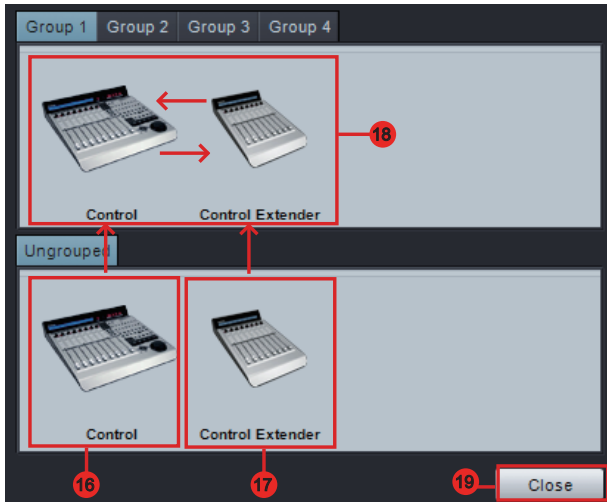 Group 1 Group 2 Group 3 Group 4
18
Control Control Extender
Ungrouped
Control Control Extender
16 17 19 Close